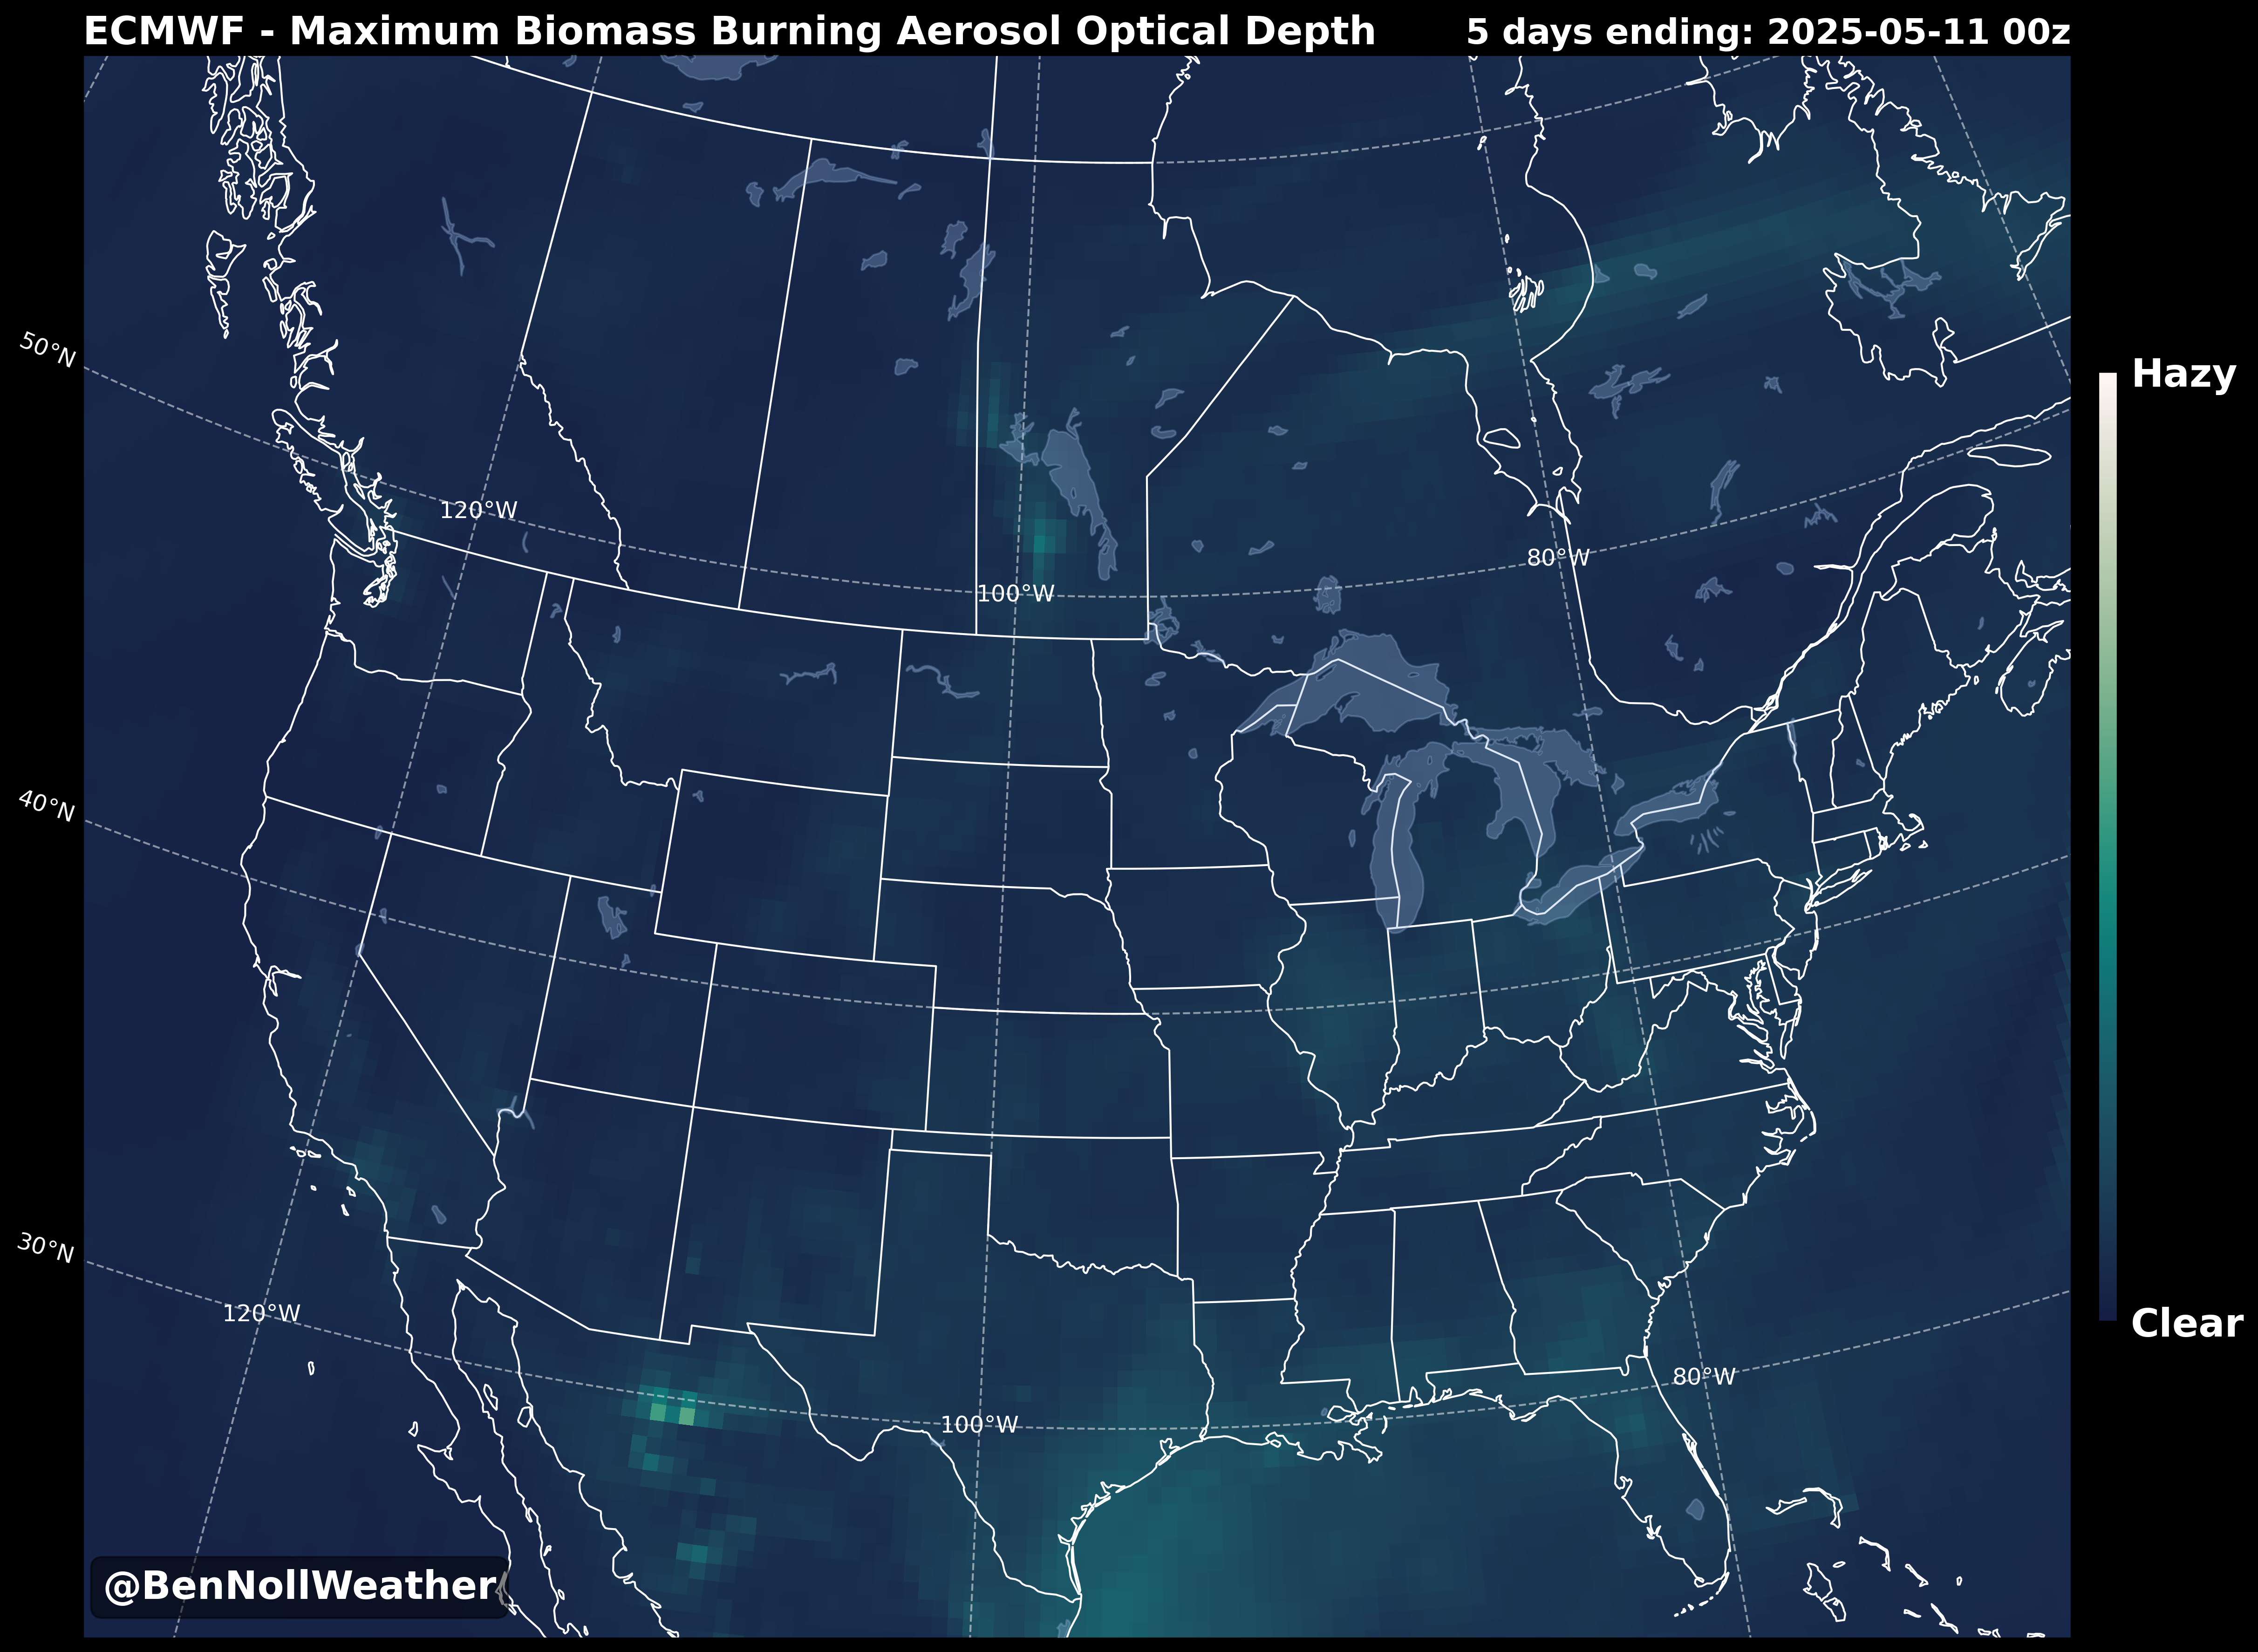 ECMWF - Maximum Biomass Burning Aerosol Optical Depth
5 days ending: 2025-05-11 00z
50°N
Hazy
120°W
80°W
100°W
40°N
30°N
120°W
Clear
80°W
100°W
@BenNollWeather